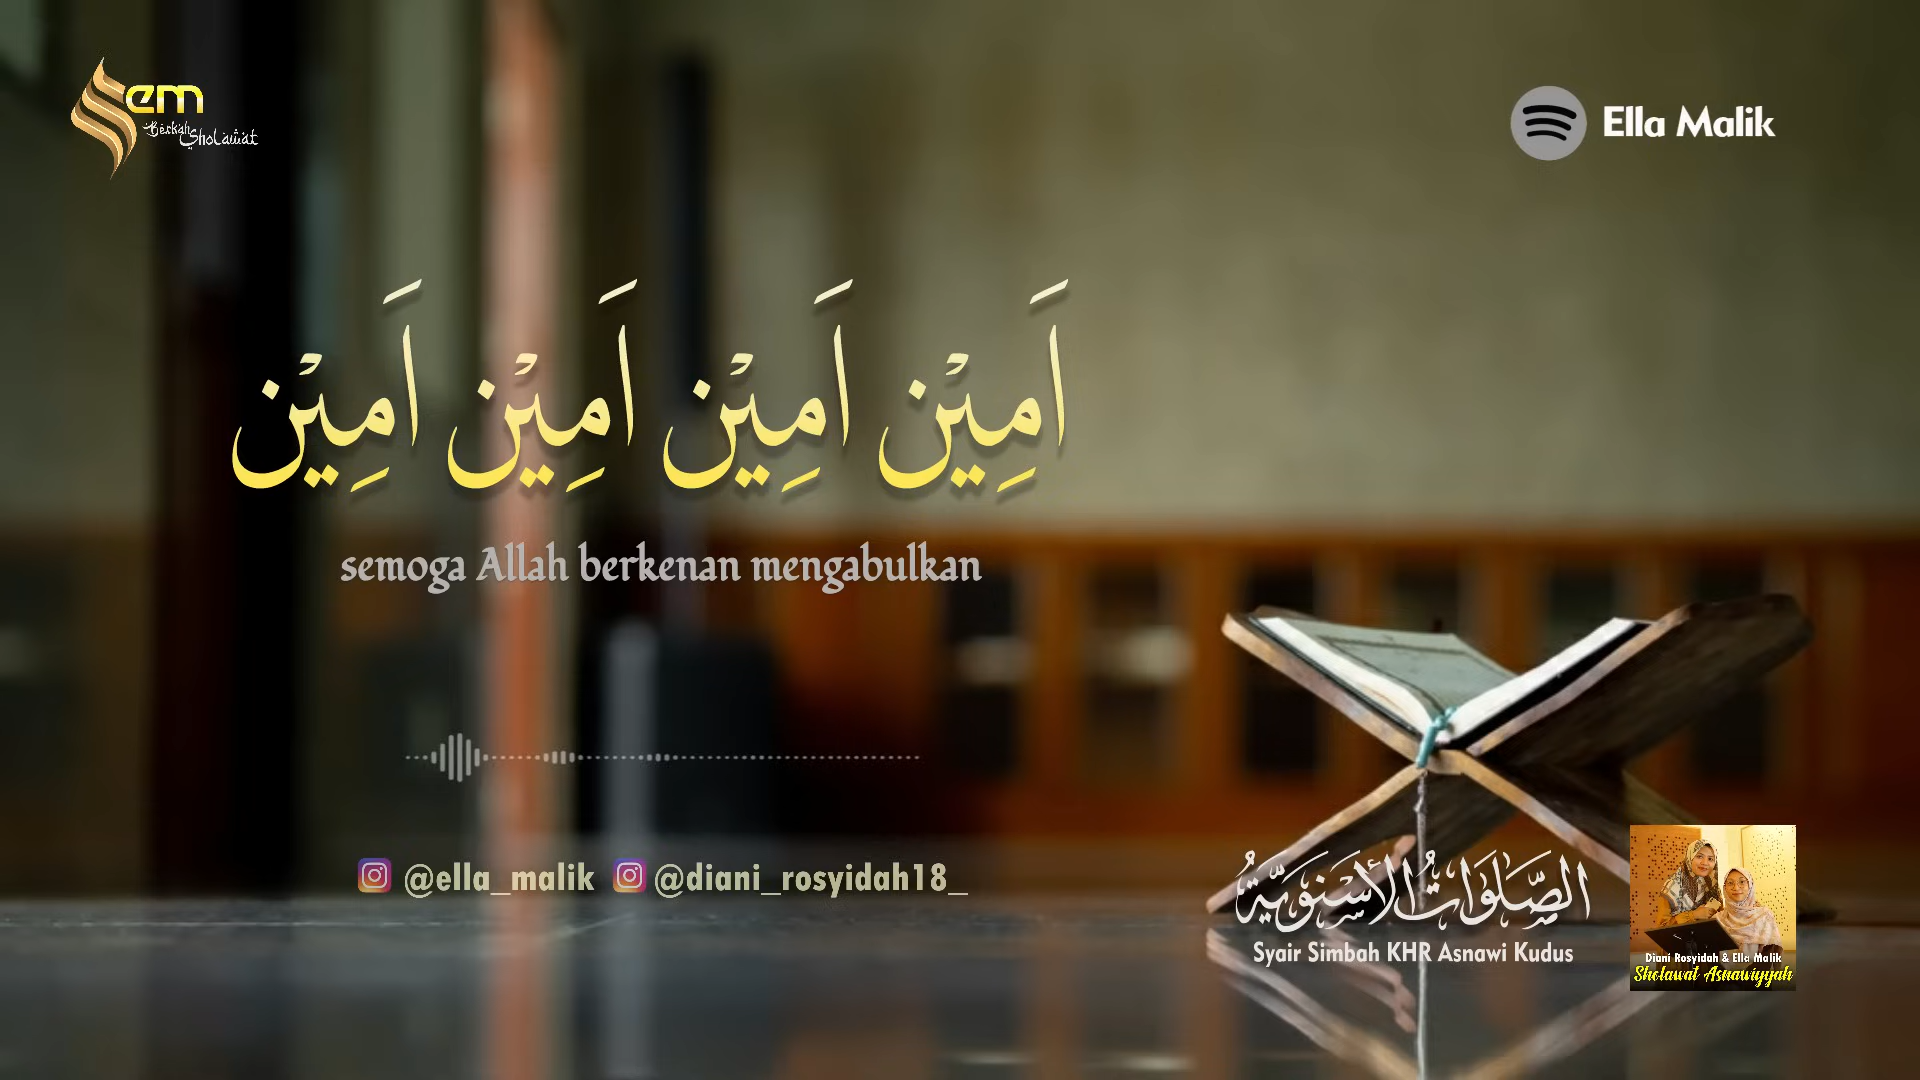 Sem
Berkah Sholawat
Ella Malik
اَمِيْن اَمِيْن اَمِيْن اَمِيْن
semoga Allah berkenan mengabulkan
@ella_malik @diani_rosyidah18_
الصَّلَوَاتُ الْأَسْنَوِيَّةُ
Syair Simbah KHR Asnawi Kudus
Diani Rosyidah & Ella Malik
Sholawat Asnawiyyah